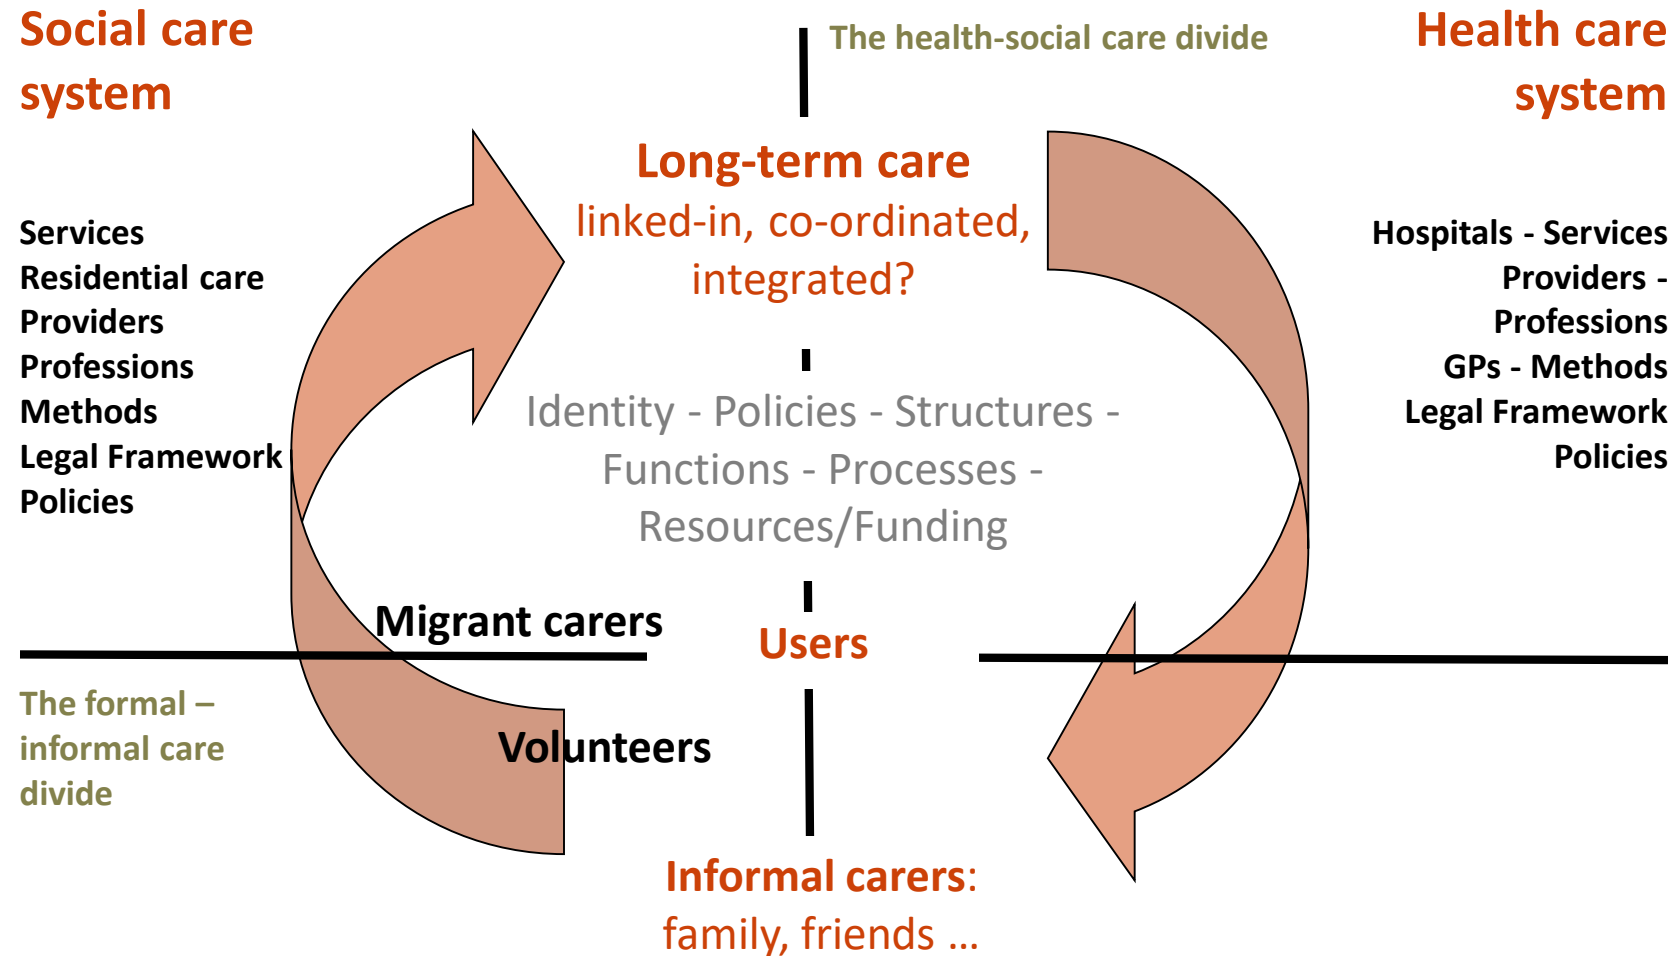 Social care
system
The health-social care divide
Health care
system
Long-term care
linked-in, co-ordinated,
integrated?
Services
Residential care
Providers
Professions
Methods
Legal Framework
Policies
Hospitals - Services
Providers -
Professions
GPs - Methods
Legal Framework
Policies
Identity - Policies - Structures -
Functions - Processes -
Resources/Funding
Migrant carers
Users
The formal –
informal care
divide
Volunteers
Informal carers:
family, friends ...